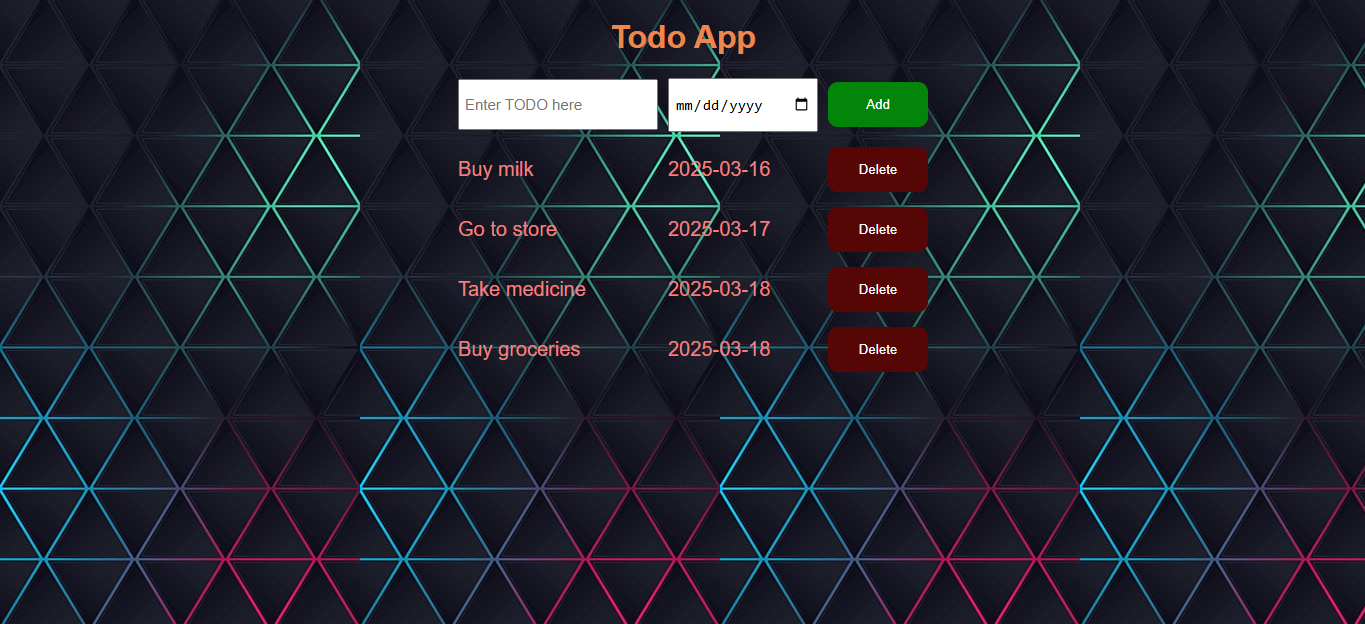 Todo App
Enter TODO here mm/dd/yyyy Add
Buy milk 2025-03-16 Delete
Go to store 2025-03-17 Delete
Take medicine 2025-03-18 Delete
Buy groceries 2025-03-18 Delete